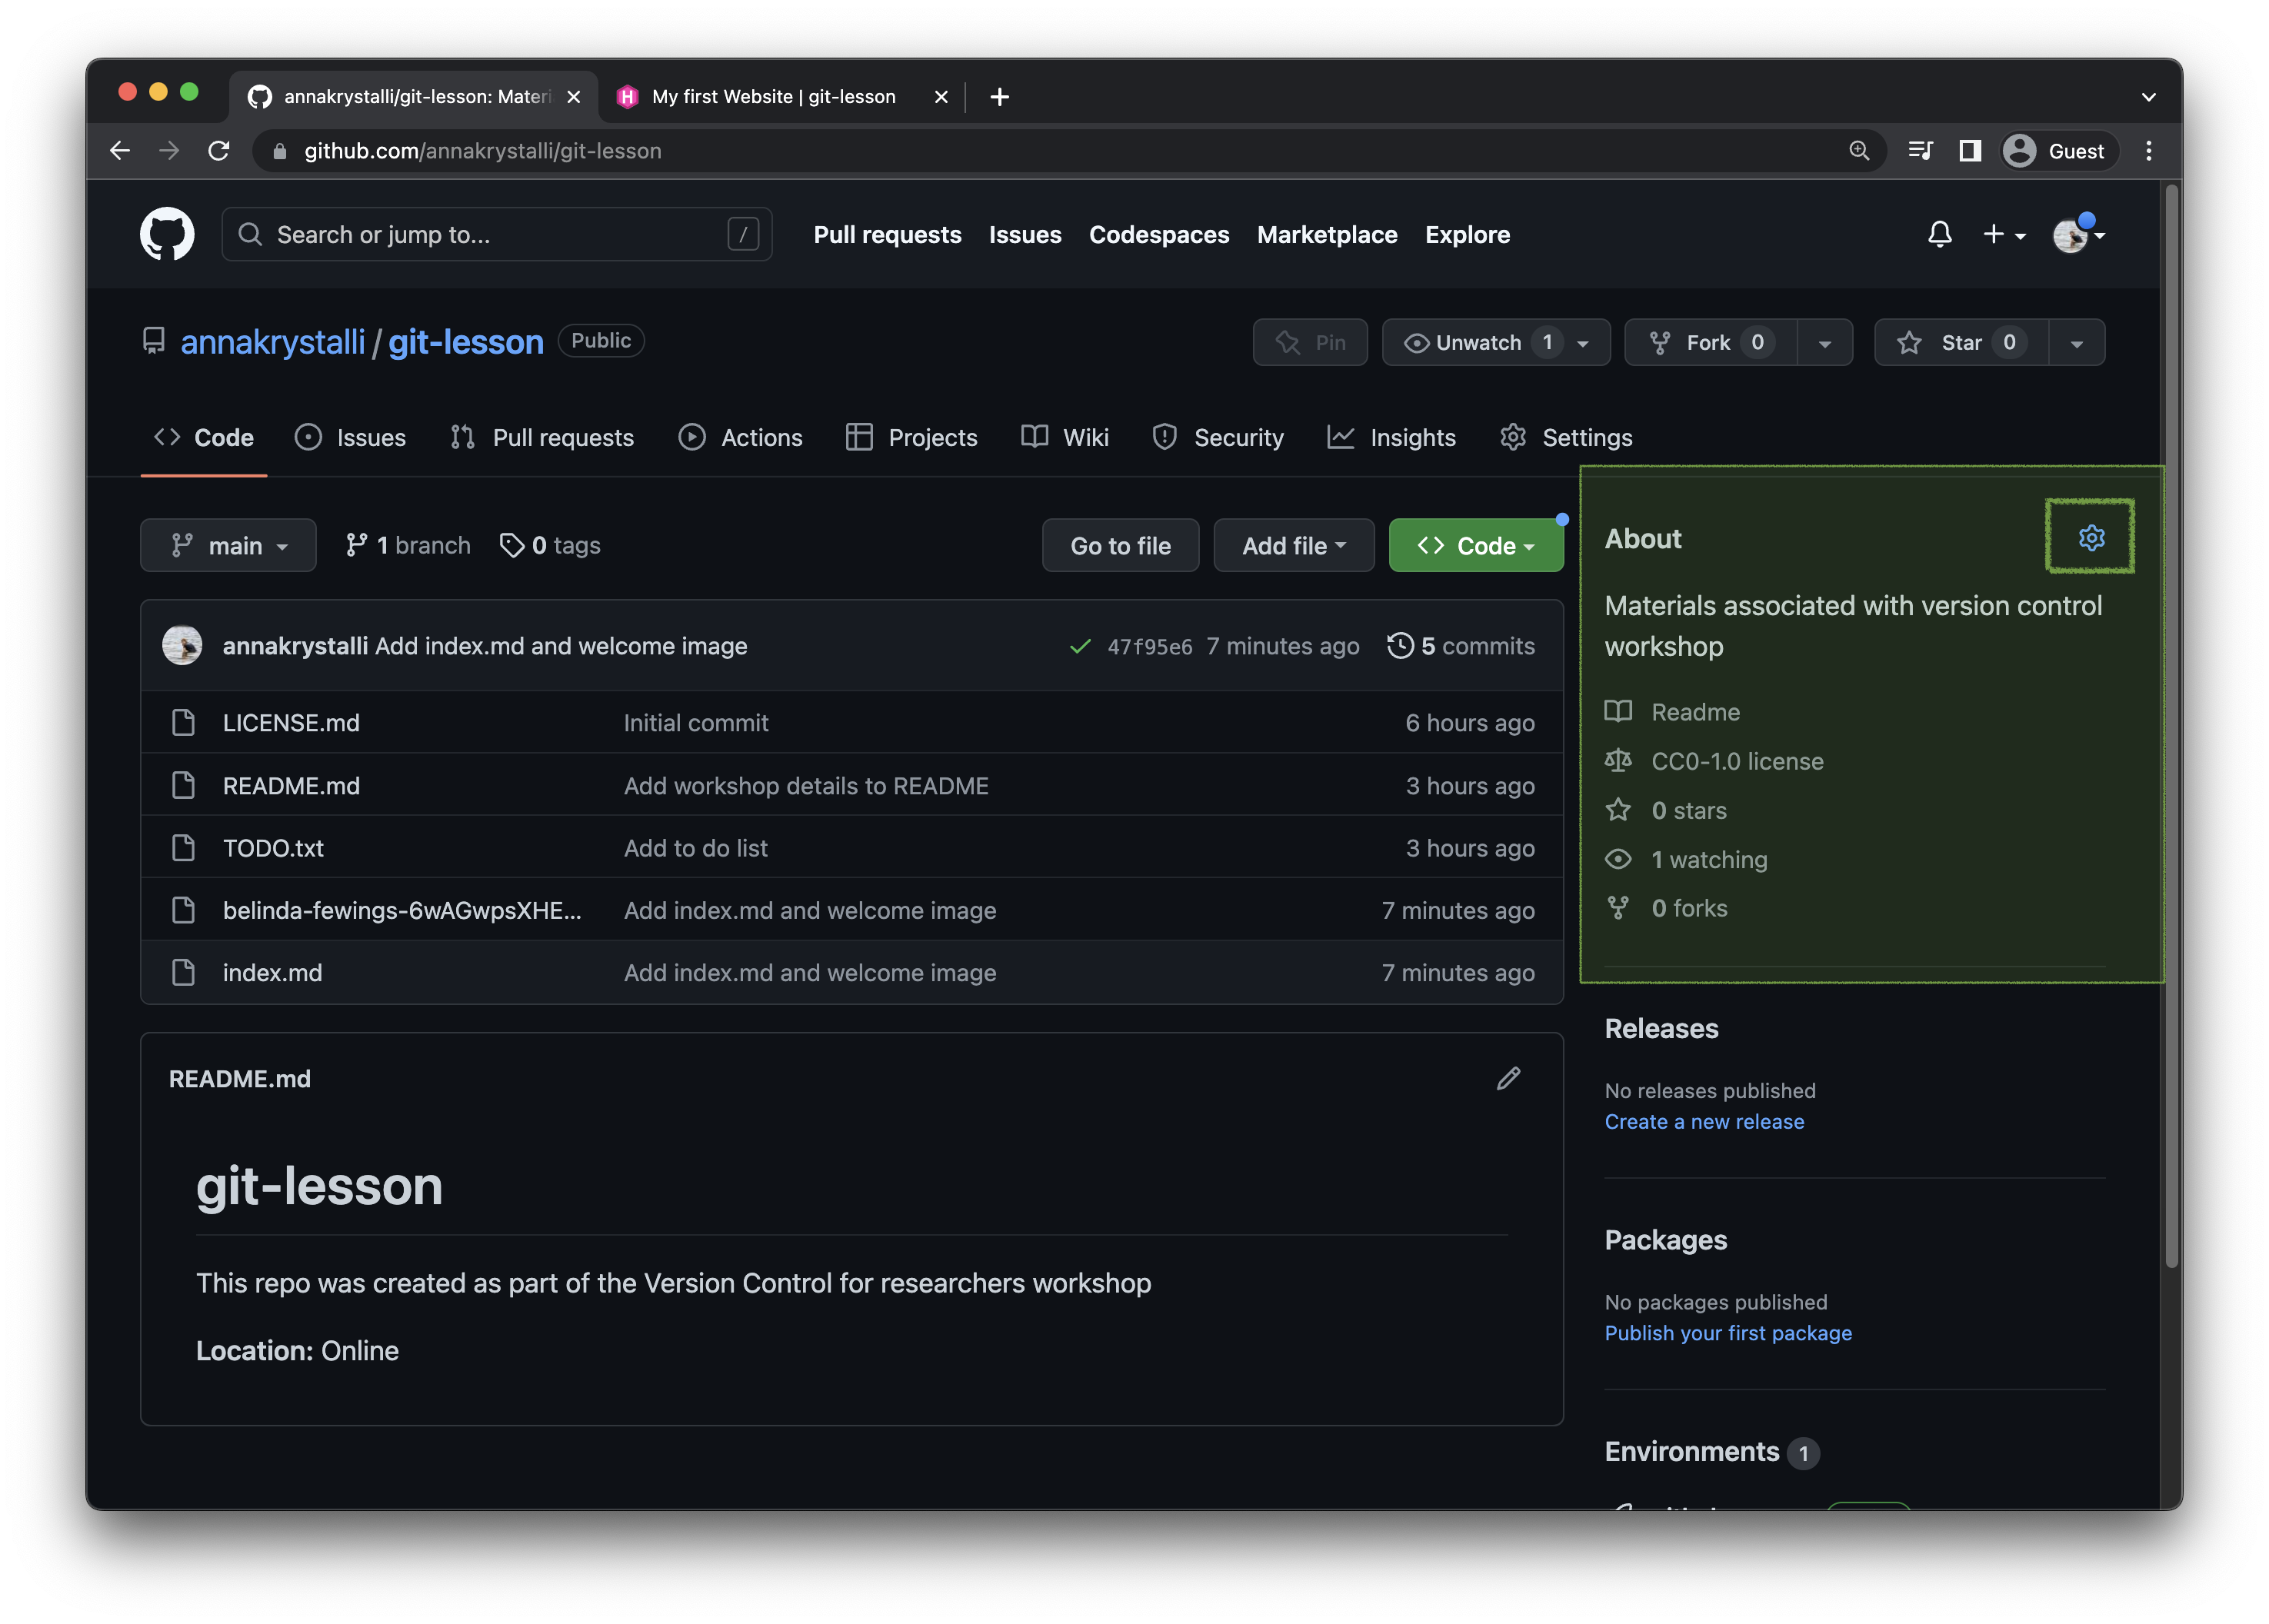 annakrystalli/git-lesson: Materi
My first Website | git-lesson
github.com/annakrystalli/git-lesson
Guest
Search or jump to...
/
Pull requests Issues Codespaces Marketplace Explore
annakrystalli / git-lesson Public
Pin
Unwatch 1
Fork 0
Star 0
Code Issues Pull requests Actions Projects Wiki Security Insights Settings
main 1 branch 0 tags
Go to file Add file Code
annakrystalli Add index.md and welcome image 47f95e6 7 minutes ago 5 commits
LICENSE.md Initial commit 6 hours ago
README.md Add workshop details to README 3 hours ago
TODO.txt Add to do list 3 hours ago
belinda-fewings-6wAGwpsXHE... Add index.md and welcome image 7 minutes ago
index.md Add index.md and welcome image 7 minutes ago
README.md
git-lesson
This repo was created as part of the Version Control for researchers workshop
Location: Online
About
Materials associated with version control
workshop
Readme
CC0-1.0 license
0 stars
1 watching
0 forks
Releases
No releases published
Create a new release
Packages
No packages published
Publish your first package
Environments 1